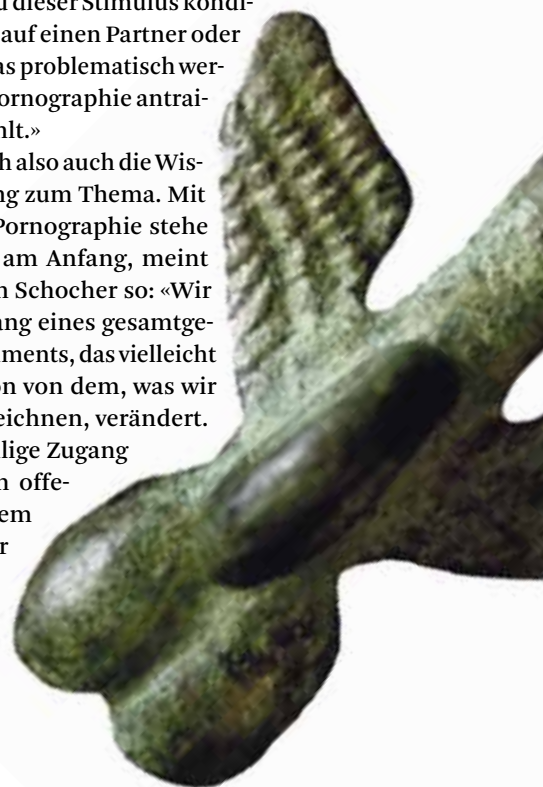 dieser Stimulus kondi-
auf einen Partner oder
problematisch wer-
ornographie antrai-
hlt.»
h also auch die Wis-
ng zum Thema. Mit
Pornographie stehe
am Anfang, meint
n Schocher so: «Wir
ang eines gesamtge-
ments, das vielleicht
on von dem, was wir
eichnen, verändert.
lige Zugang
n offe-
em
r